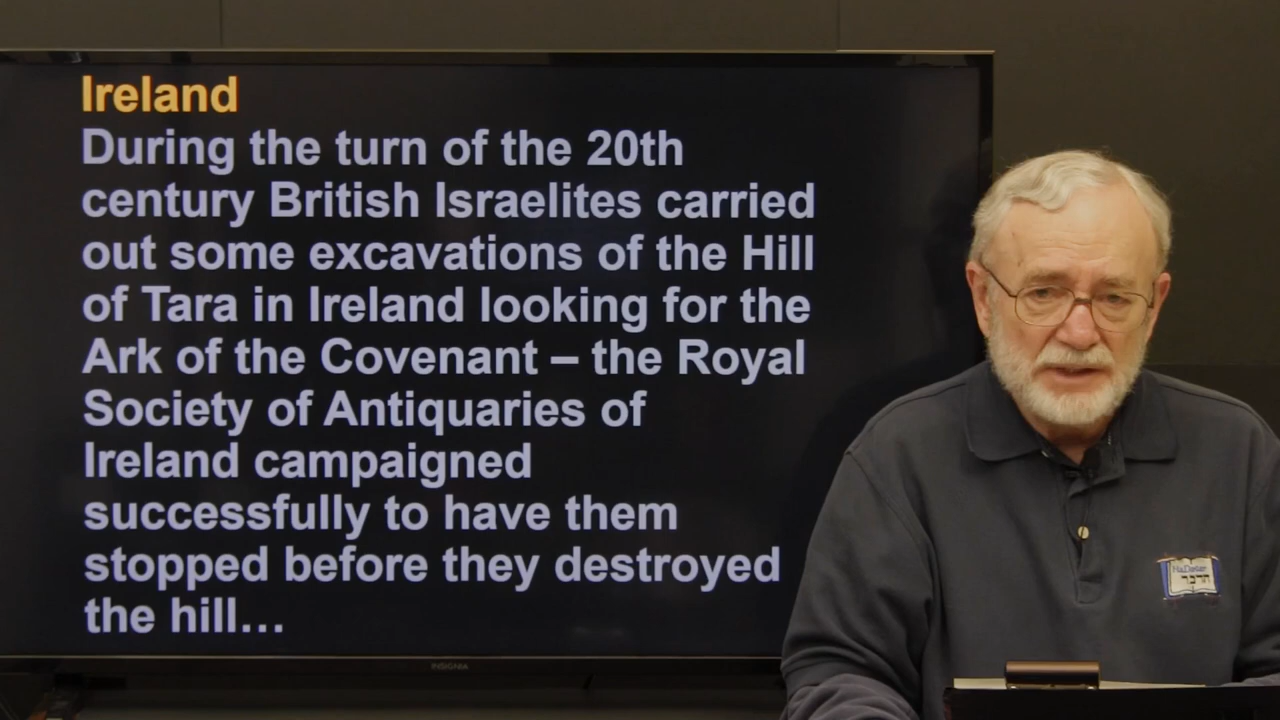 Ireland
During the turn of the 20th
century British Israelites carried
out some excavations of the Hill
of Tara in Ireland looking for the
Ark of the Covenant – the Royal
Society of Antiquaries of
Ireland campaigned
successfully to have them
stopped before they destroyed
the hill…
INSIGNIA
HaDavar
הדבר